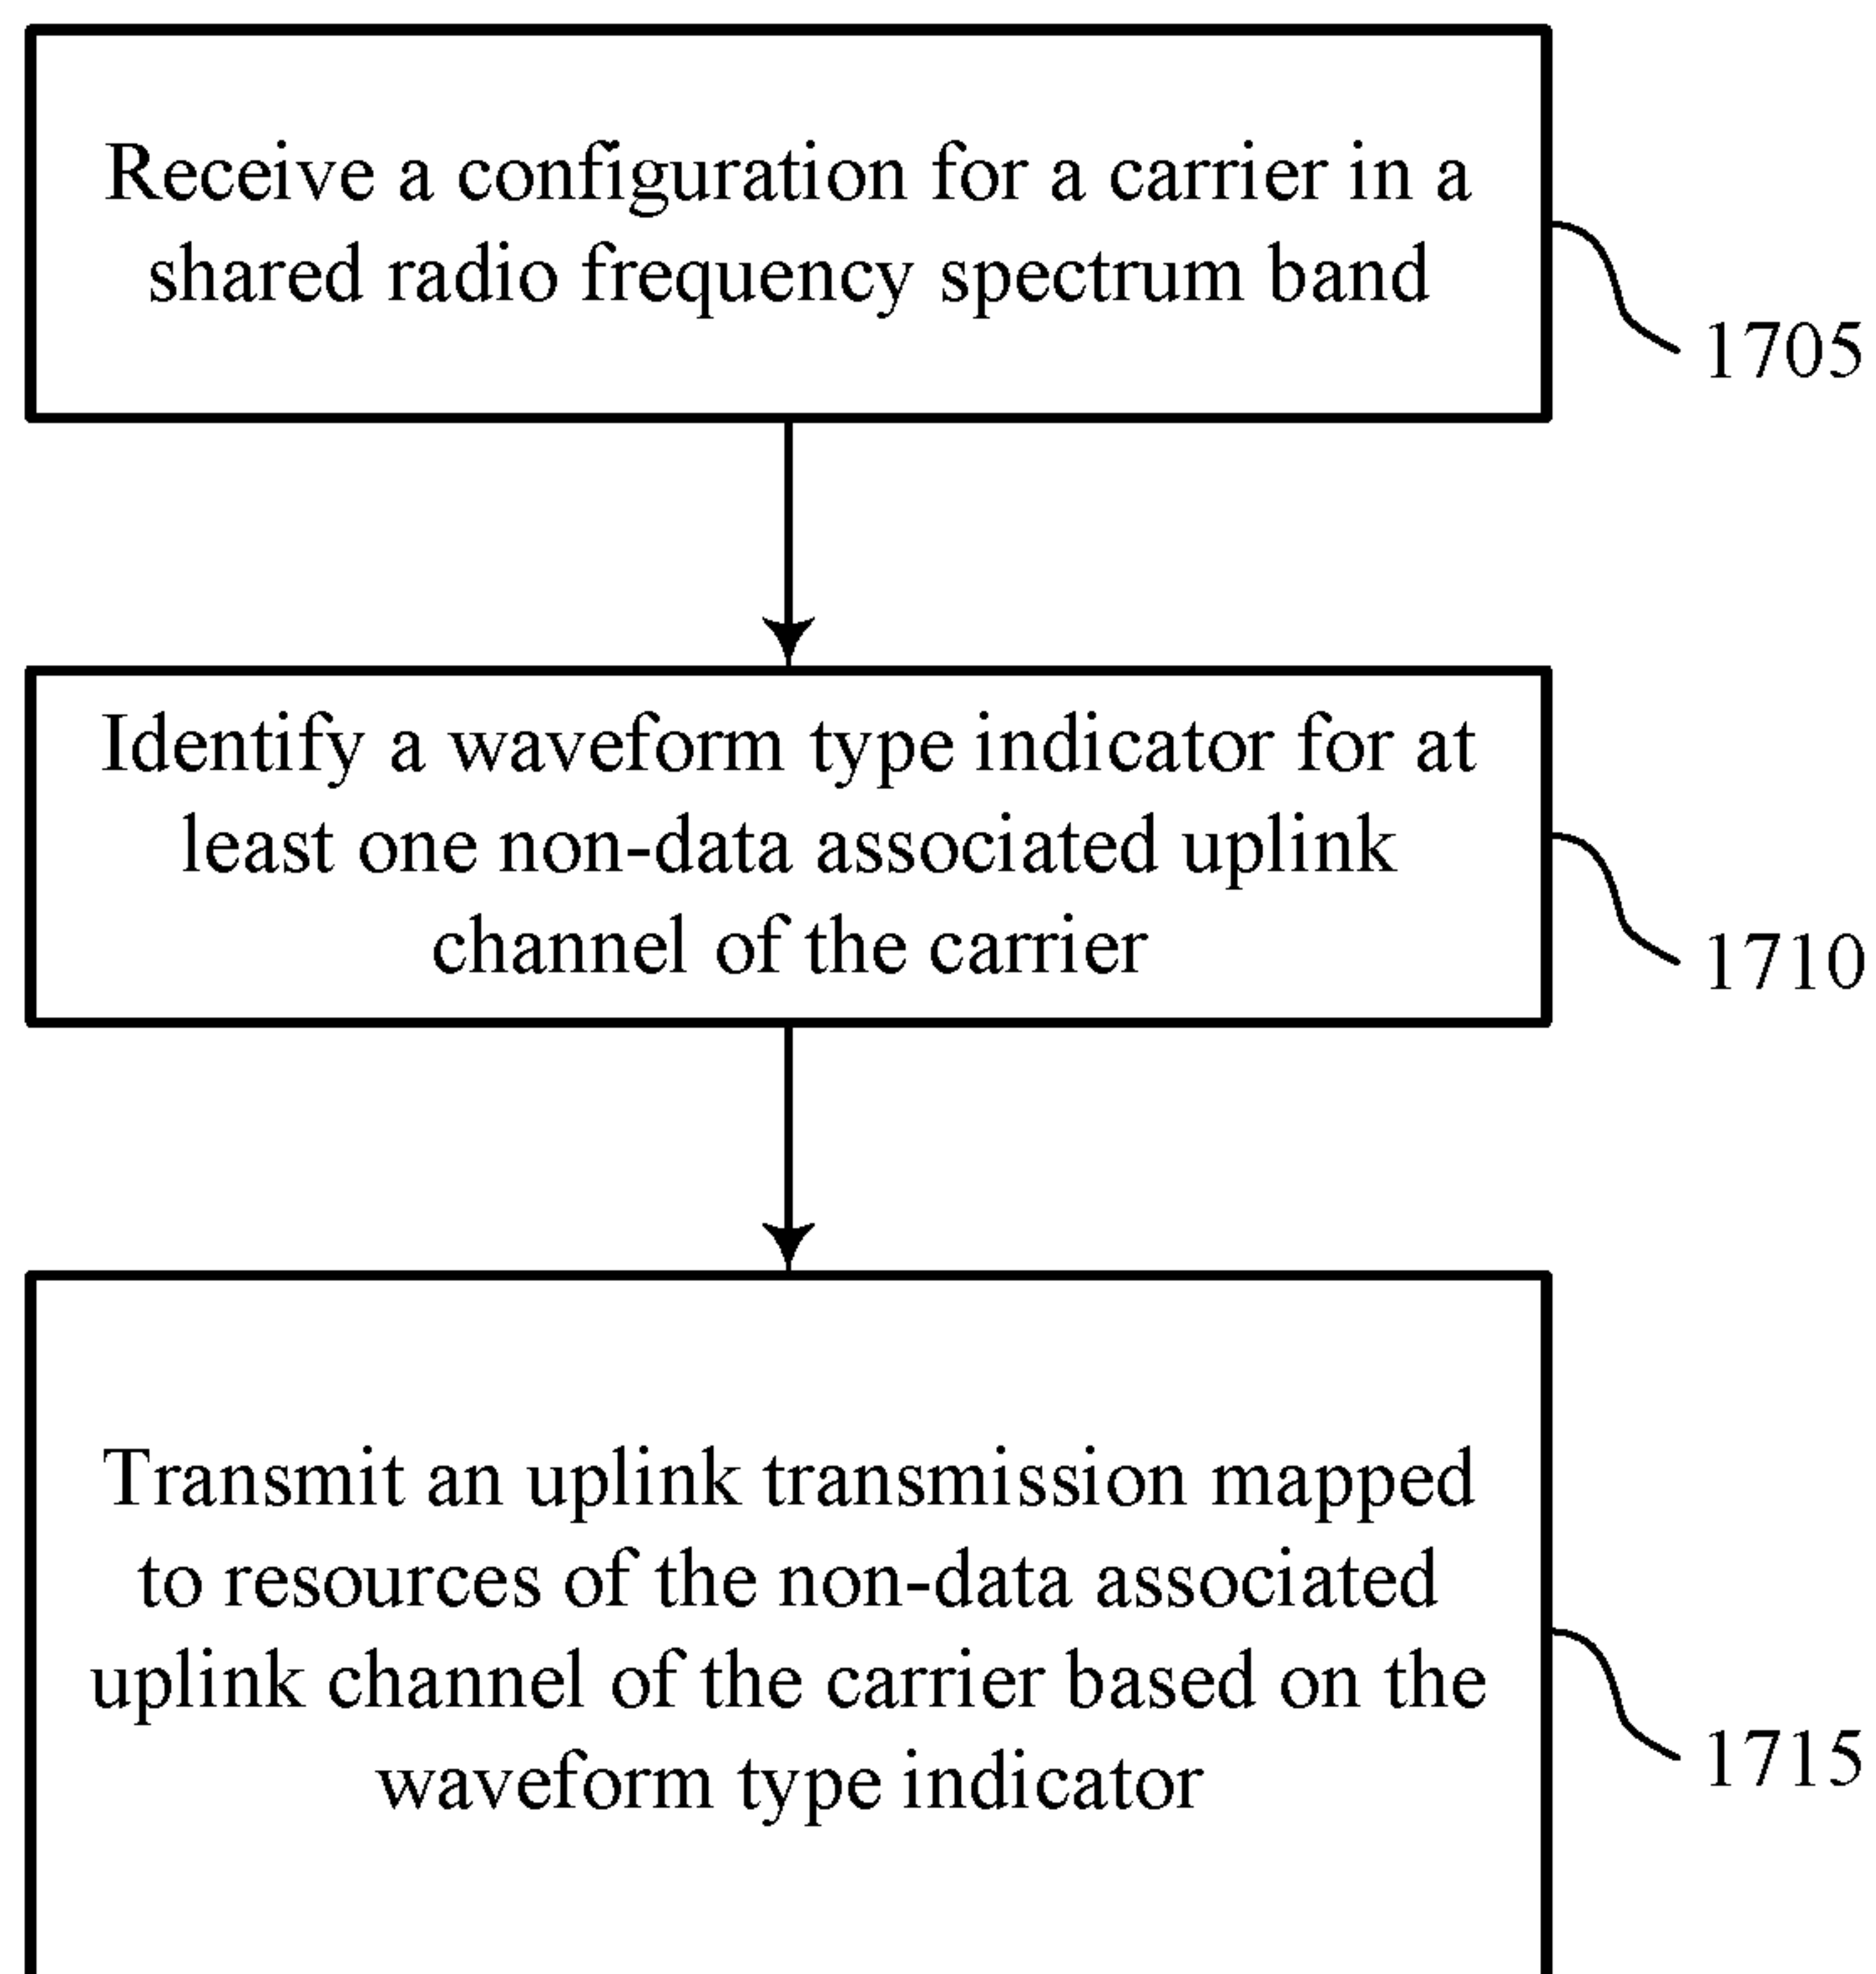 Receive a configuration for a carrier in a
shared radio frequency spectrum band
1705
Identify a waveform type indicator for at
least one non-data associated uplink
channel of the carrier
1710
Transmit an uplink transmission mapped
to resources of the non-data associated
uplink channel of the carrier based on the
waveform type indicator
1715